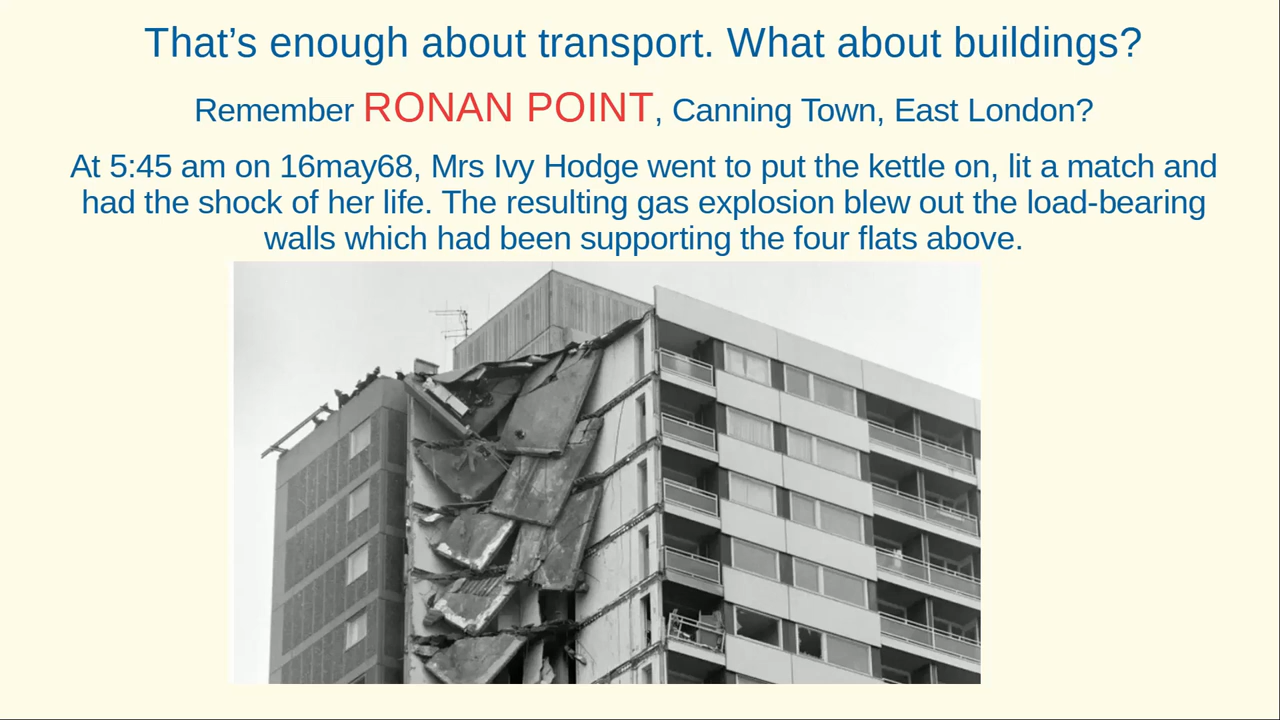 That’s enough about transport. What about buildings?
Remember RONAN POINT, Canning Town, East London?
At 5:45 am on 16may68, Mrs Ivy Hodge went to put the kettle on, lit a match and
had the shock of her life. The resulting gas explosion blew out the load-bearing
walls which had been supporting the four flats above.